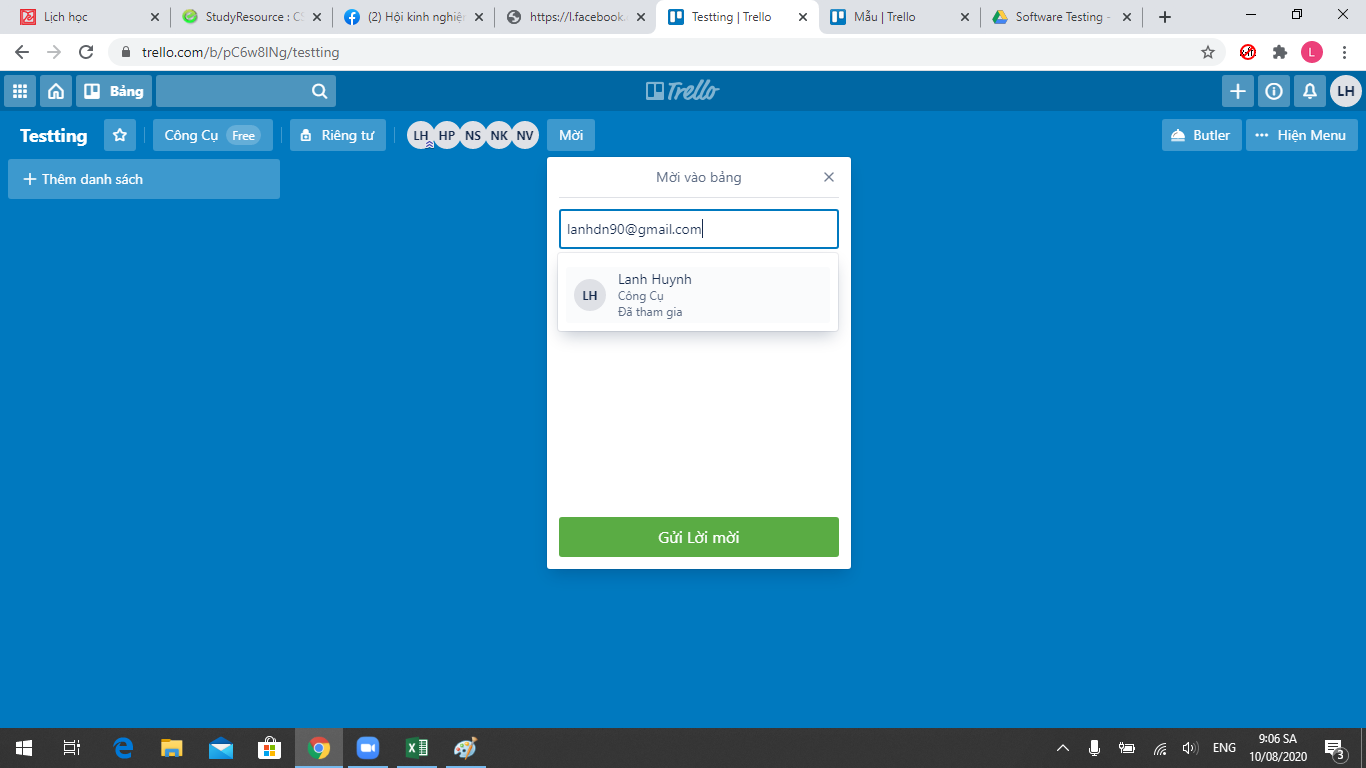 Lịch học
StudyResource : CS
(2) Hội kinh nghiệm
https://l.facebook.
Testting | Trello
Mẫu | Trello
Software Testing -
trello.com/b/pC6w8lNg/testting
L
Bảng
Trello
LH
Testting
Công Cụ Free
Riêng tư
LH HP NS NK NV
Mời
Butler
Hiện Menu
Thêm danh sách
Mời vào bảng
lanhdn90@gmail.com
LH
Lanh Huynh
Công Cụ
Đã tham gia
Gửi Lời mời
ENG
9:06 SA
10/08/2020
3